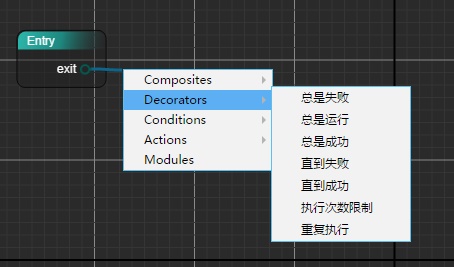 Entry
exit
Composites
Decorators
Conditions
Actions
Modules
总是失败
总是运行
总是成功
直到失败
直到成功
执行次数限制
重复执行